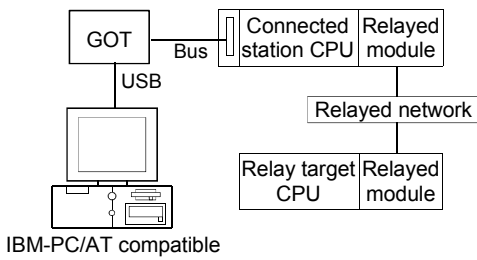 GOT
Bus
Connected
station CPU
Relayed
module
USB
Relayed network
Relay target
CPU
Relayed
module
IBM-PC/AT compatible